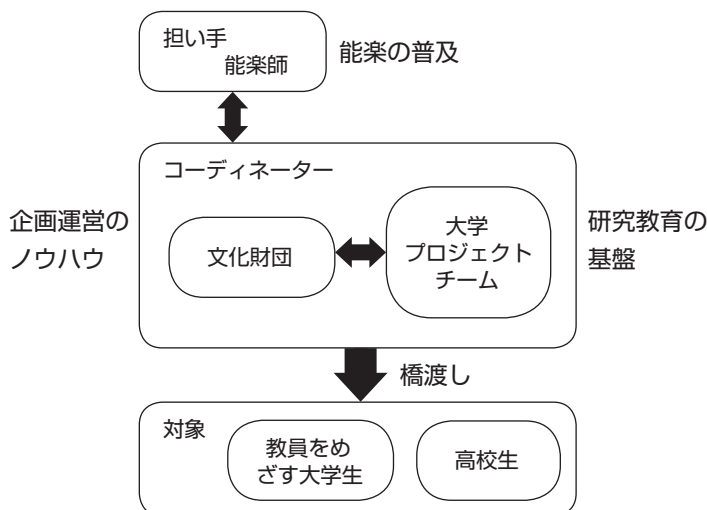 担い手
能楽師
能楽の普及
コーディネーター
企画運営の
ノウハウ
文化財団
大学
プロジェクト
チーム
研究教育の
基盤
橋渡し
対象
教員をめ
ざす大学生
高校生